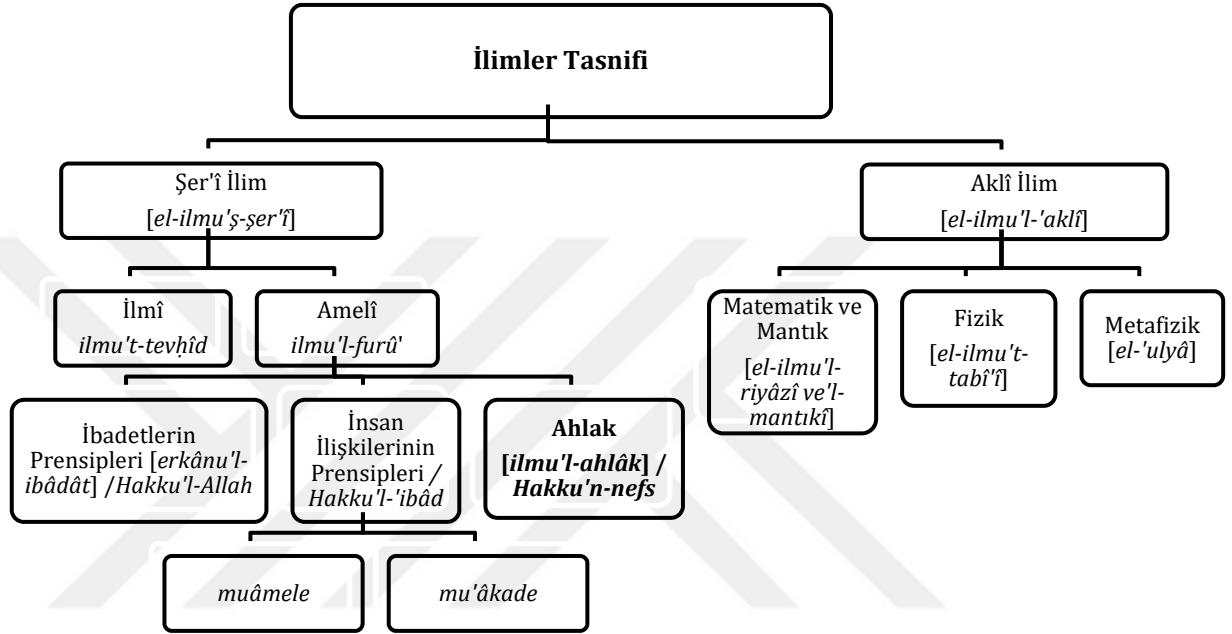 İlimler Tasnifi
Şer'î İlim
[el-ilmu'ş-şer'î]
Aklî İlim
[el-ilmu'l-'aklî]
İlmî
ilmu't-tevḥîd
Amelî
ilmu'l-furû'
Matematik ve
Mantık
[el-ilmu'l-
riyâzî ve'l-
mantıkî]
Fizik
[el-ilmu't-
tabî'î]
Metafizik
[el-'ulyâ]
İbadetlerin
Prensipleri [erkânu'l-
ibâdât] /Hakku'l-Allah
İnsan
İlişkilerinin
Prensipleri /
Hakku'l-'ibâd
Ahlak
[ilmu'l-ahlâk] /
Hakku'n-nefs
muâmele
mu'âkade